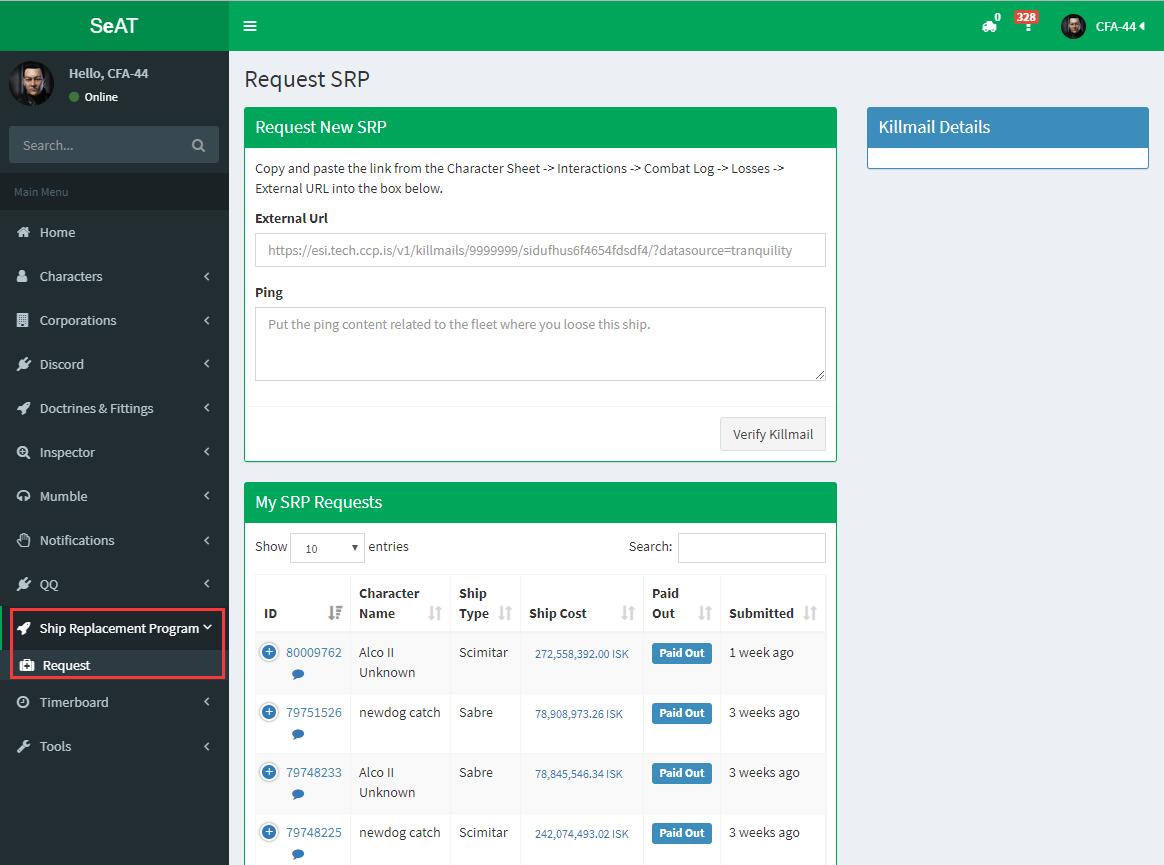 SeAT
0
328
CFA-44
Hello, CFA-44
Online
Search...
Main Menu
Home
Characters
Corporations
Discord
Doctrines & Fittings
Inspector
Mumble
Notifications
QQ
Ship Replacement Program
Request
Timerboard
Tools
Request SRP
Request New SRP
Copy and paste the link from the Character Sheet -> Interactions -> Combat Log -> Losses ->
External URL into the box below.
External Url
https://esi.tech.ccp.is/v1/killmails/9999999/sidufhus6f4654fdsdf4/?datasource=tranquility
Ping
Put the ping content related to the fleet where you loose this ship.
Verify Killmail
Killmail Details
My SRP Requests
Show 10 entries Search:
ID Character Name Ship Type Ship Cost Paid Out Submitted
80009762 Alco II Unknown Scimitar 272,558,392.00 ISK Paid Out 1 week ago
79751526 newdog catch Sabre 78,908,973.26 ISK Paid Out 3 weeks ago
79748233 Alco II Unknown Sabre 78,845,546.34 ISK Paid Out 3 weeks ago
79748225 newdog catch Scimitar 242,074,493.02 ISK Paid Out 3 weeks ago